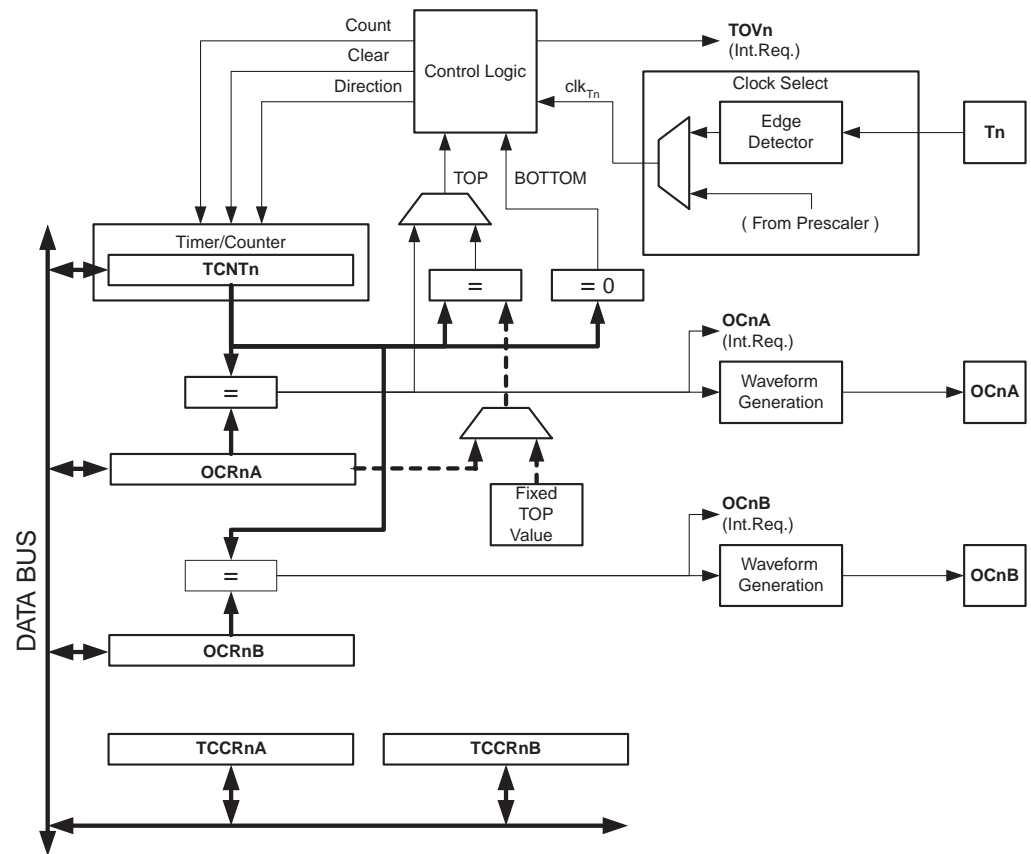 Count
Clear
Direction
Control Logic
TOVn
(Int.Req.)
clkTn
Clock Select
Edge
Detector
Tn
( From Prescaler )
TOP
BOTTOM
Timer/Counter
TCNTn
=
= 0
OCnA
(Int.Req.)
=
Waveform
Generation
OCnA
OCRnA
Fixed
TOP
Value
OCnB
(Int.Req.)
=
Waveform
Generation
OCnB
OCRnB
DATA BUS
TCCRnA
TCCRnB